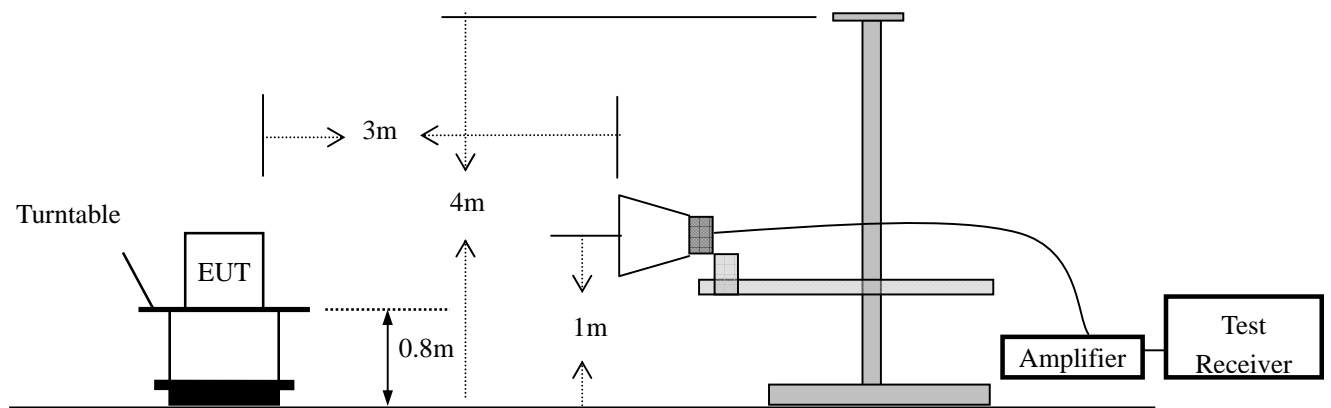 3m
Turntable
4m
EUT
1m
0.8m
Amplifier
Test
Receiver